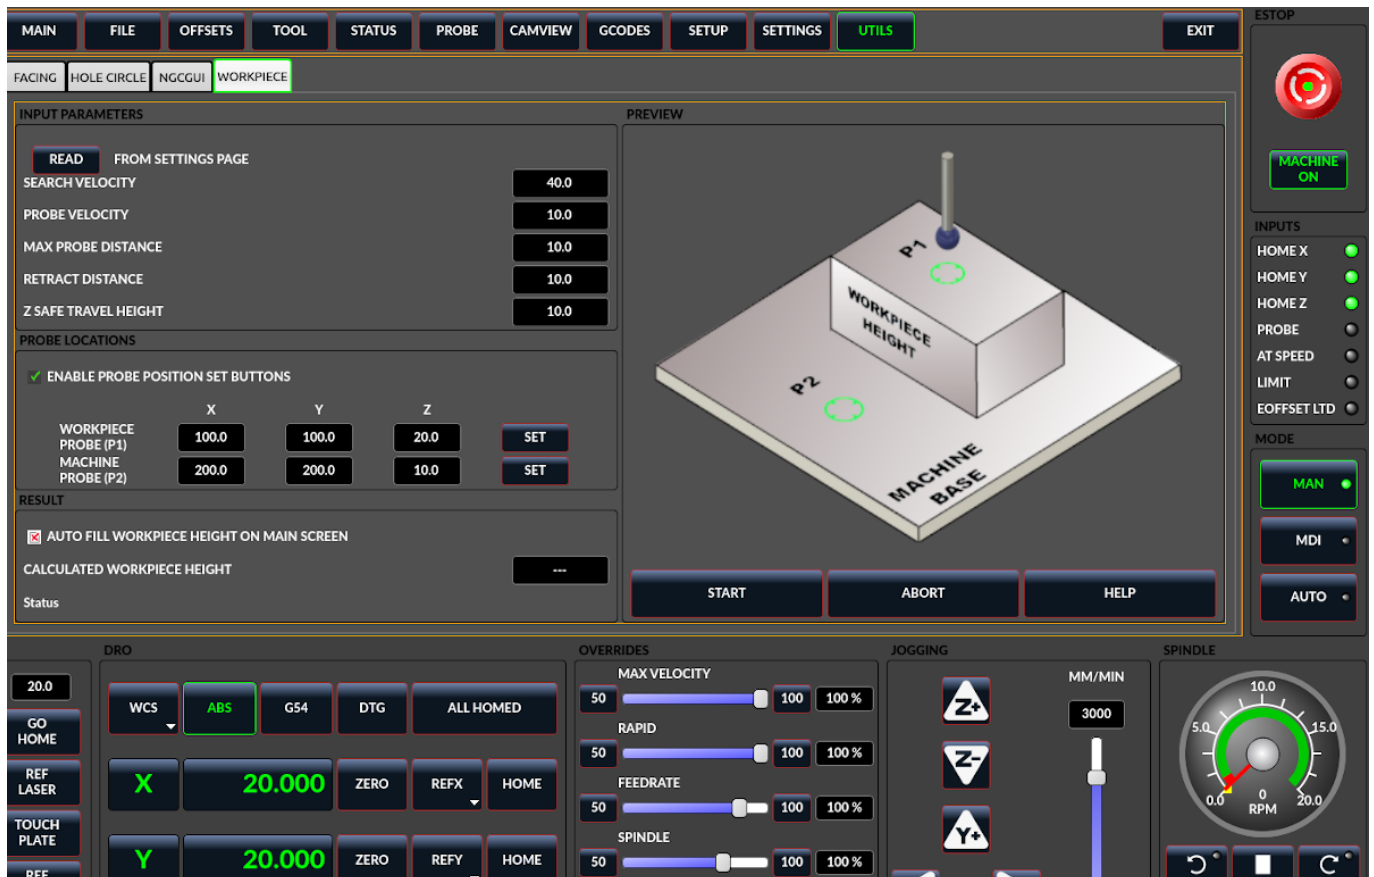 MAIN FILE OFFSETS TOOL STATUS PROBE CAMVIEW GCODES SETUP SETTINGS UTILS EXIT
FACING HOLE CIRCLE NGCGUI WORKPIECE
INPUT PARAMETERS
READ FROM SETTINGS PAGE
SEARCH VELOCITY 40.0
PROBE VELOCITY 10.0
MAX PROBE DISTANCE 10.0
RETRACT DISTANCE 10.0
Z SAFE TRAVEL HEIGHT 10.0
PROBE LOCATIONS
ENABLE PROBE POSITION SET BUTTONS
X Y Z
WORKPIECE
PROBE (P1) 100.0 100.0 20.0 SET
MACHINE
PROBE (P2) 200.0 200.0 10.0 SET
RESULT
AUTO FILL WORKPIECE HEIGHT ON MAIN SCREEN
CALCULATED WORKPIECE HEIGHT ---
Status
PREVIEW
P1
WORKPIECE
HEIGHT
P2
MACHINE
BASE
START ABORT HELP
ESTOP
MACHINE
ON
INPUTS
HOME X
HOME Y
HOME Z
PROBE
AT SPEED
LIMIT
EOFFSET LTD
MODE
MAN
MDI
AUTO
20.0
GO
HOME
REF
LASER
TOUCH
PLATE
REF
DRO
WCS ABS G54 DTG ALL HOMED
X 20.000 ZERO REFX HOME
Y 20.000 ZERO REFY HOME
OVERRIDES
MAX VELOCITY
50 100 100 %
RAPID
50 100 100 %
FEEDRATE
50 100 100 %
SPINDLE
50 100 100 %
JOGGING
Z+
Z-
Y+
MM/MIN
3000
SPINDLE
10.0
5.0 15.0
0.0 0 20.0
RPM